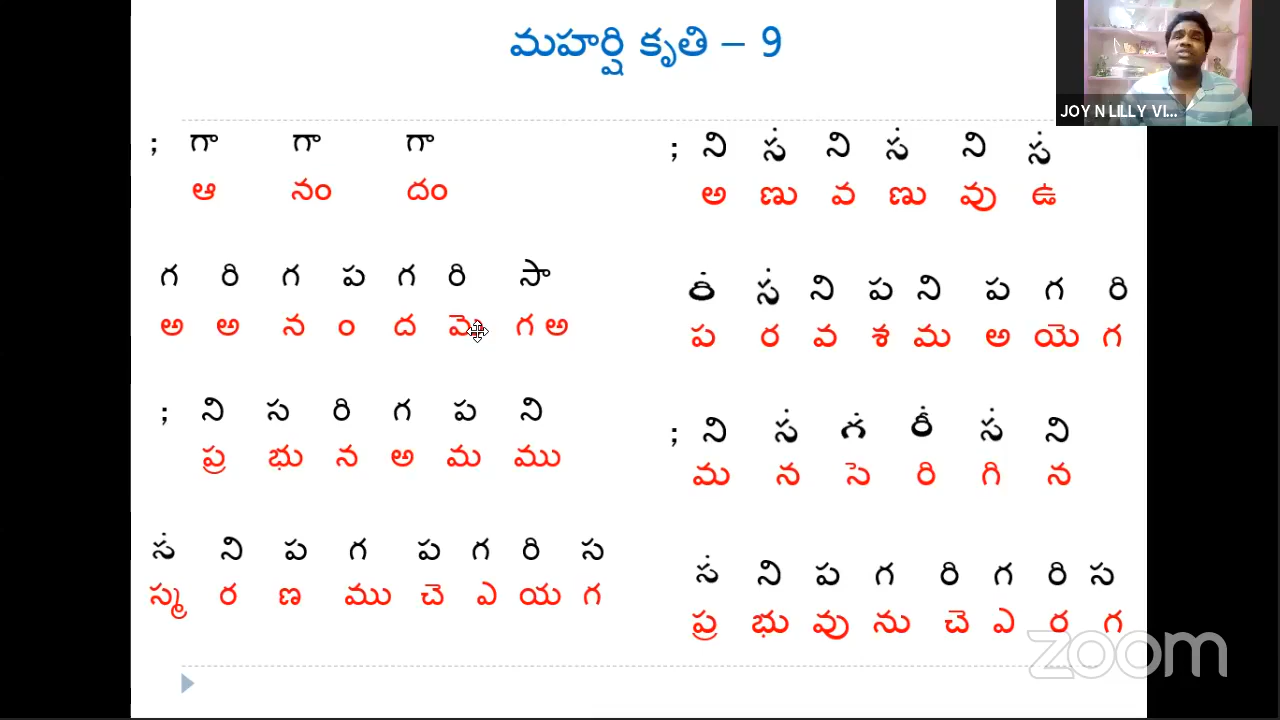 మహర్షి కృతి – 9
JOY N LILLY VI...
; గా గా గా
ఆ నం దం
గ రి గ ప గ రి సా
అ అ న ం ద మె గ అ
; ని స రి గ ప ని
ప్ర భు న అ మ ము
స̇ ని ప గ ప గ రి స
స్మ ర ణ ము చె ఎ య గ
; ని స̇ ని స̇ ని స̇
అ ణు వ ణు వు ఉ
రి̇ స̇ ని ప ని ప గ రి
ప ర వ శ మ అ యె గ
; ని స̇ గ̇ రి̇ స̇ ని
మ న సె రి గి న
స̇ ని ప గ రి గ రి స
ప్ర భు వు ను చె ఎ ర గ
zoom